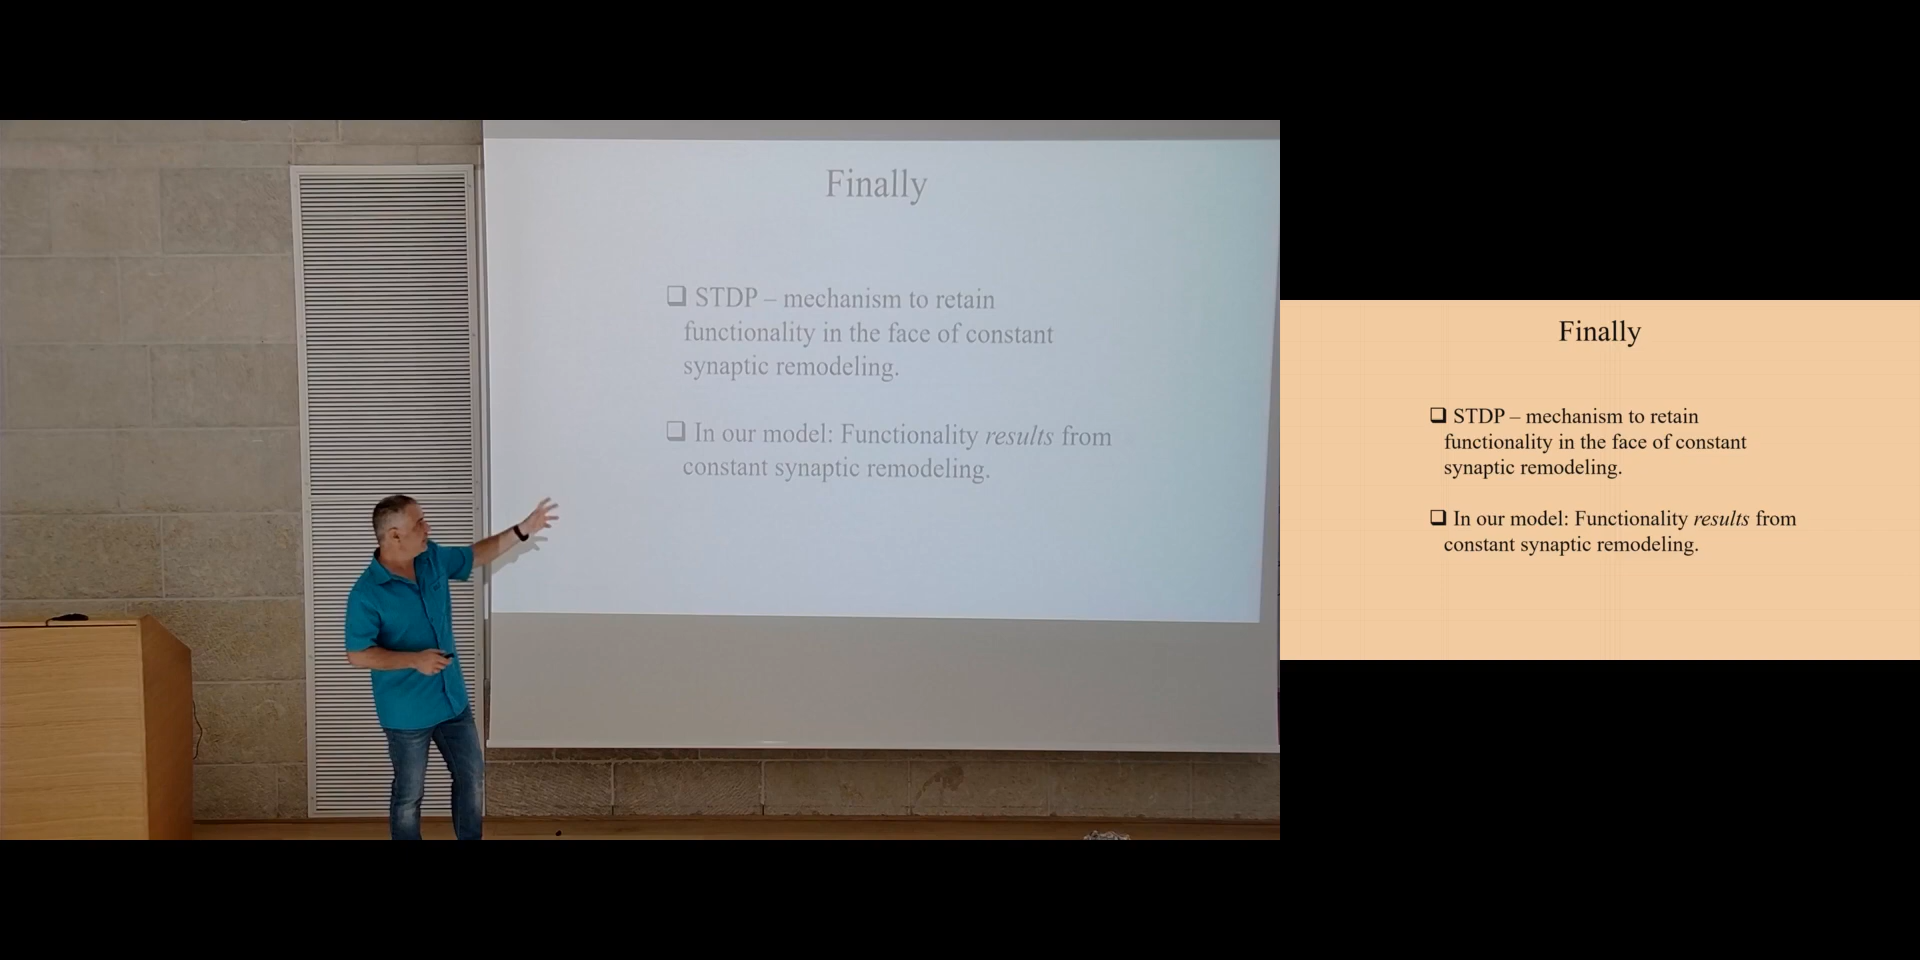 Finally
❑ STDP – mechanism to retain
functionality in the face of constant
synaptic remodeling.
❑ In our model: Functionality results from
constant synaptic remodeling.
Finally
❑ STDP – mechanism to retain
functionality in the face of constant
synaptic remodeling.
❑ In our model: Functionality results from
constant synaptic remodeling.